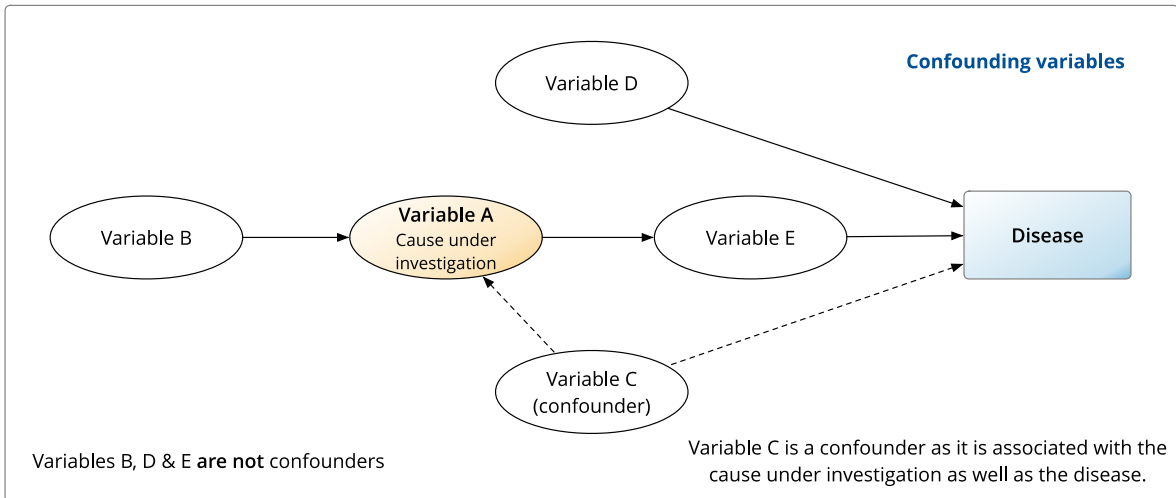 Confounding variables
Variable D
Variable B
Variable A
Cause under
investigation
Variable E
Disease
Variable C
(confounder)
Variables B, D & E are not confounders
Variable C is a confounder as it is associated with the
cause under investigation as well as the disease.